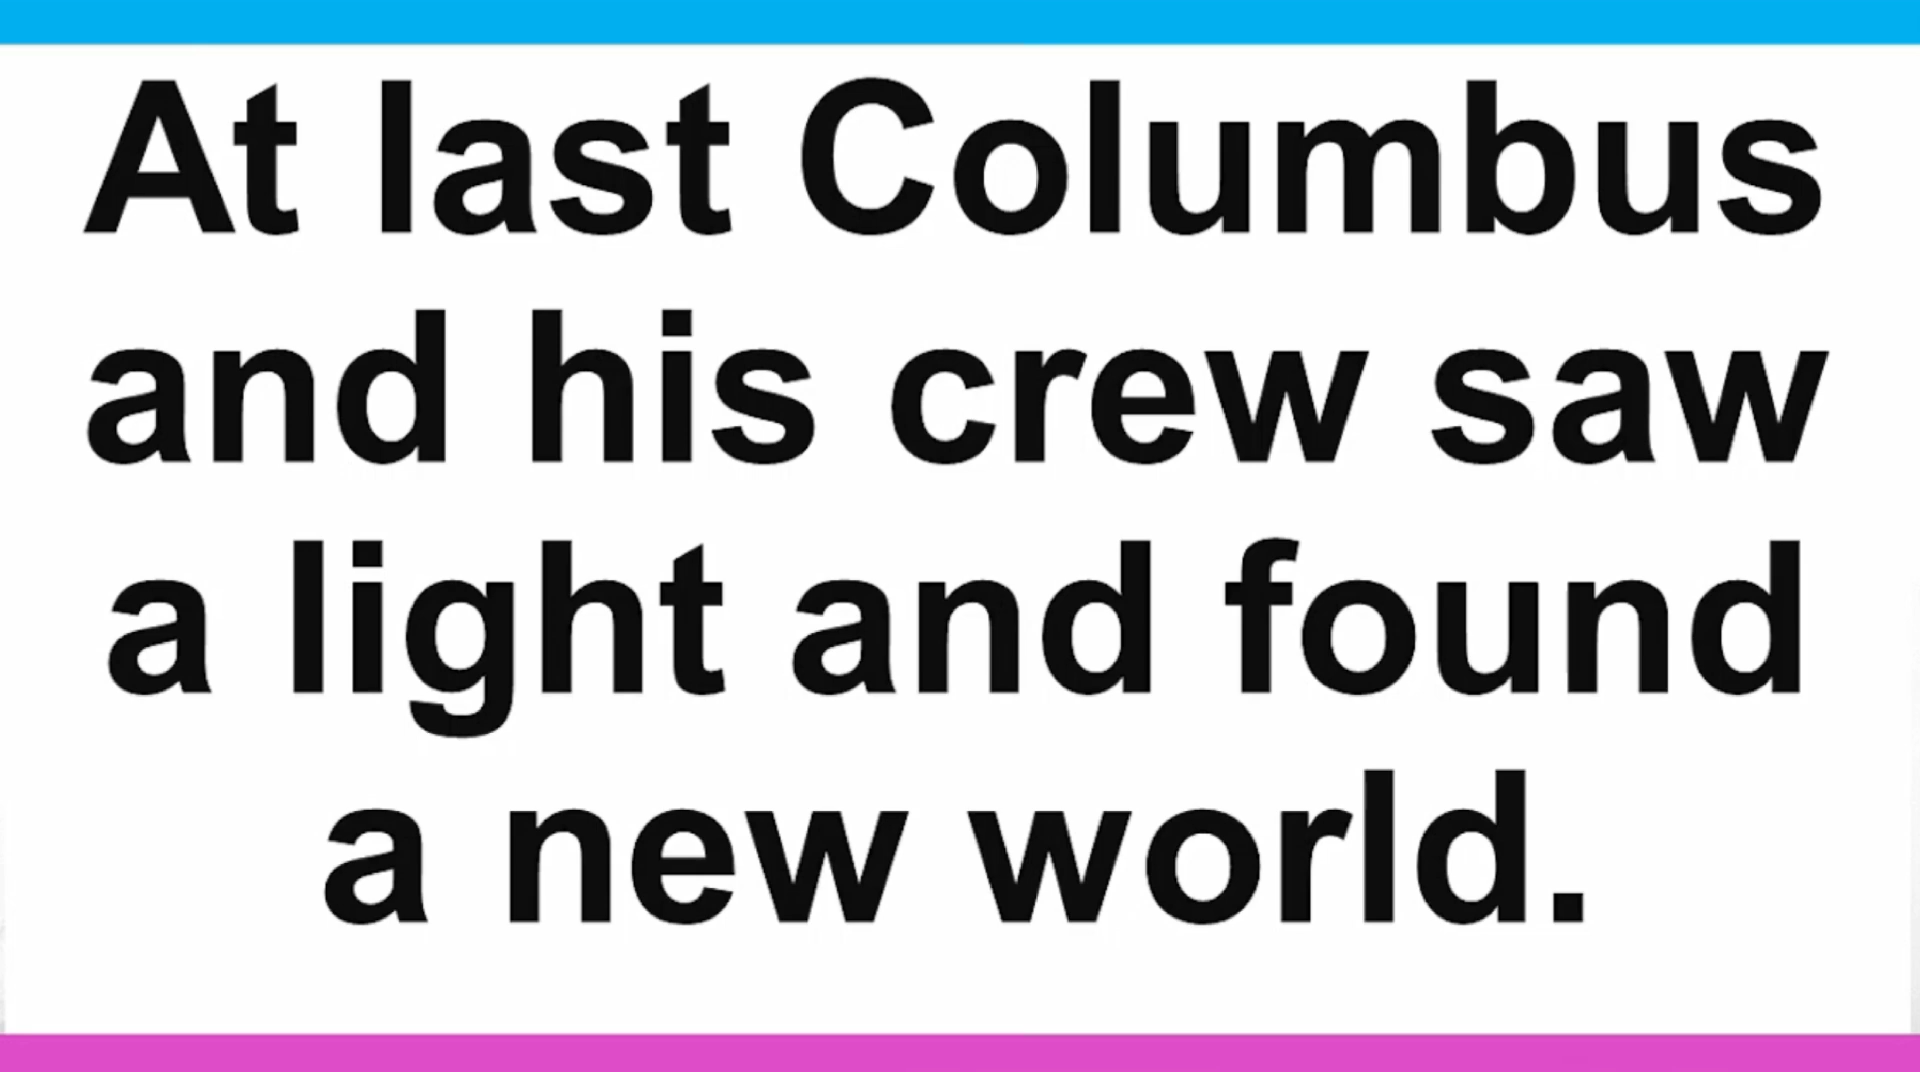 At last Columbus
and his crew saw
a light and found
a new world.